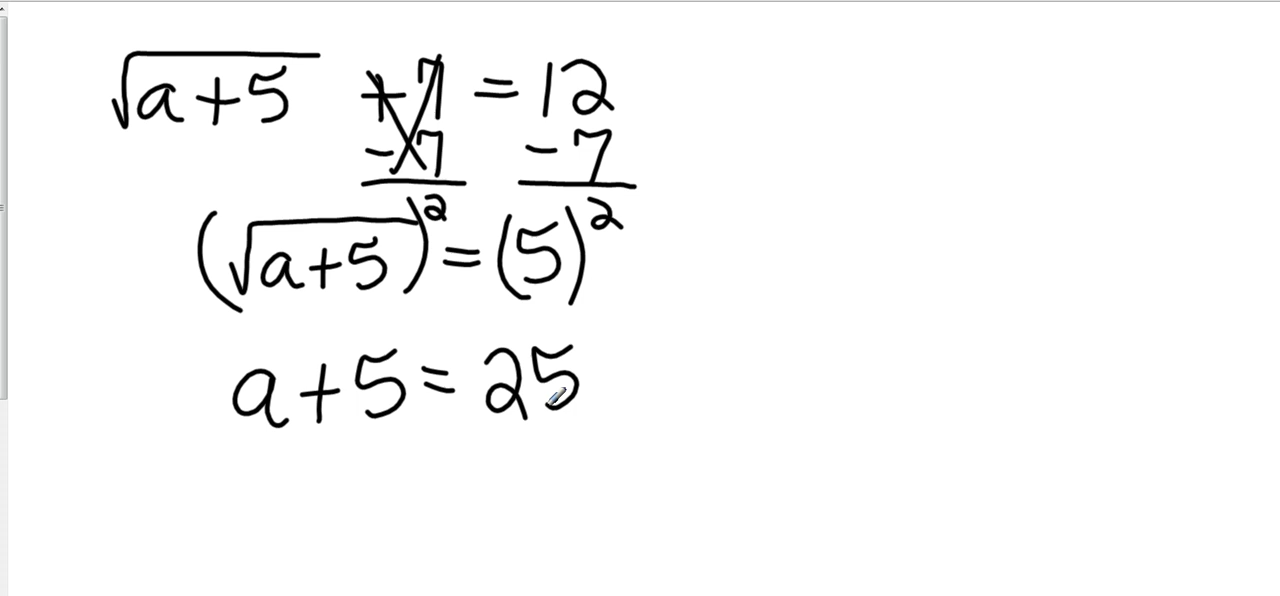 √a+5 +7 = 12
-7 -7
(√a+5)² = (5)²
a+5 = 25